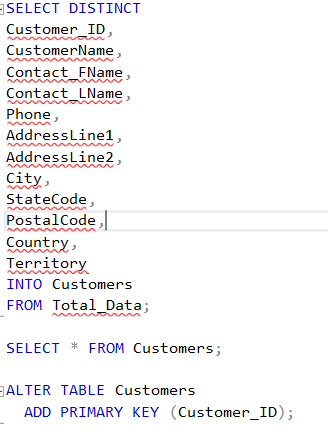 SELECT DISTINCT
Customer_ID,
CustomerName,
Contact_FName,
Contact_LName,
Phone,
AddressLine1,
AddressLine2,
City,
StateCode,
PostalCode,
Country,
Territory
INTO Customers
FROM Total_Data;
SELECT * FROM Customers;
ALTER TABLE Customers
ADD PRIMARY KEY (Customer_ID);